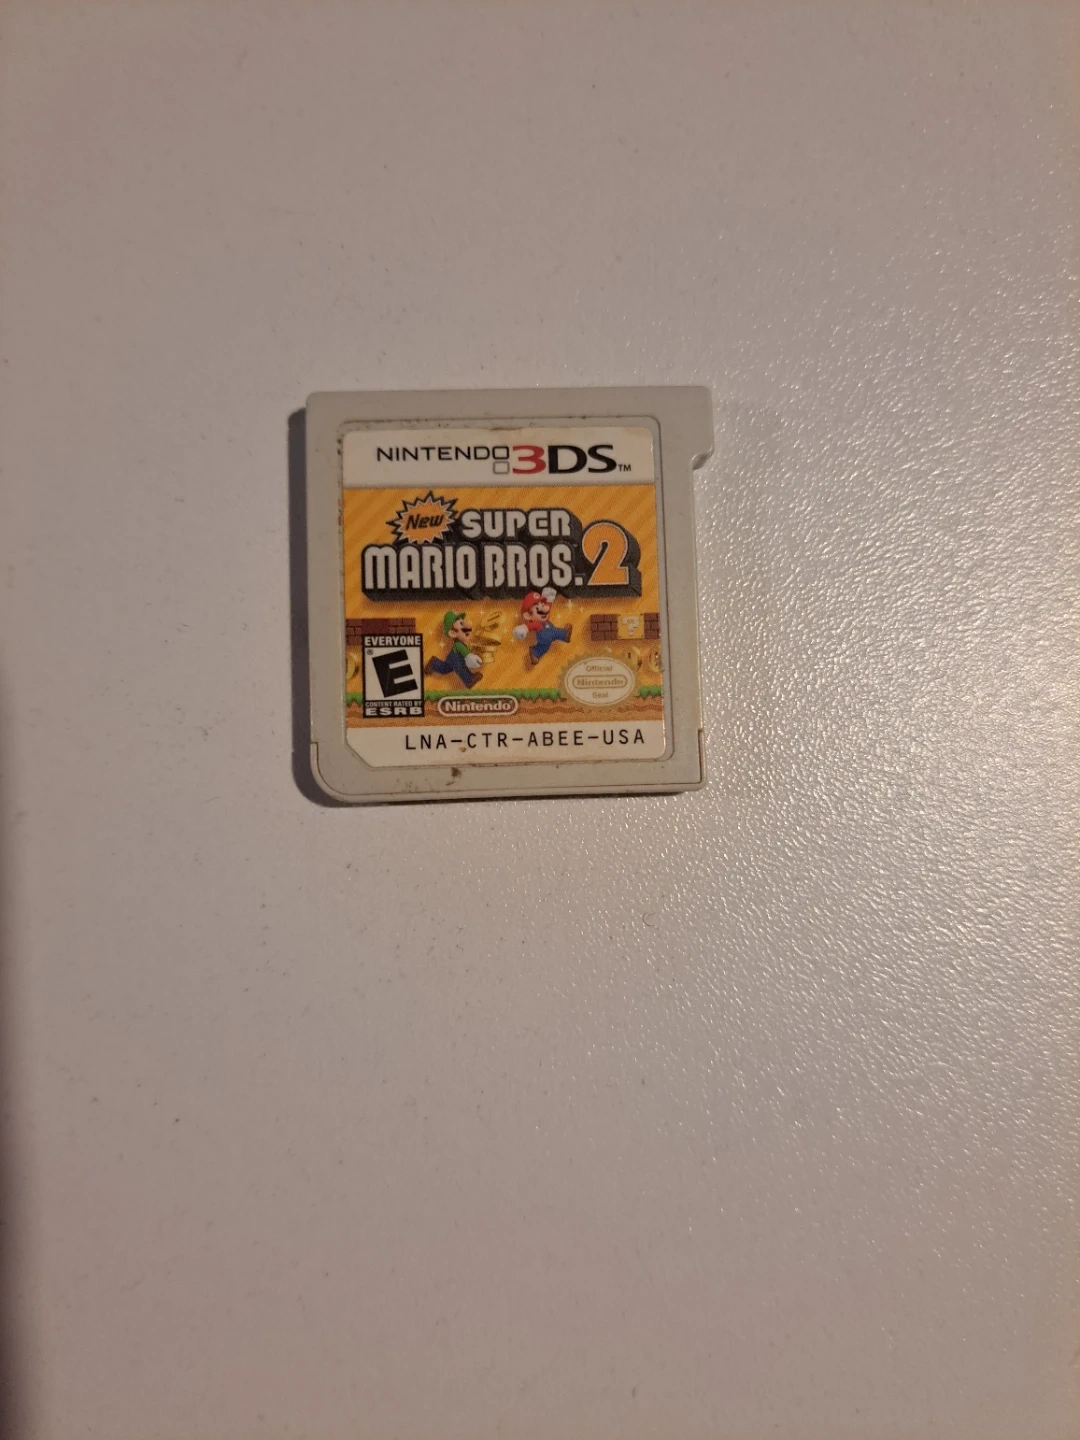 NINTENDO 3DS™
New SUPER
MARIO BROS. 2
EVERYONE
E
®
CONTENT RATED BY
ESRB
Nintendo®
Official
Nintendo
Seal
?
LNA-CTR-ABEE-USA